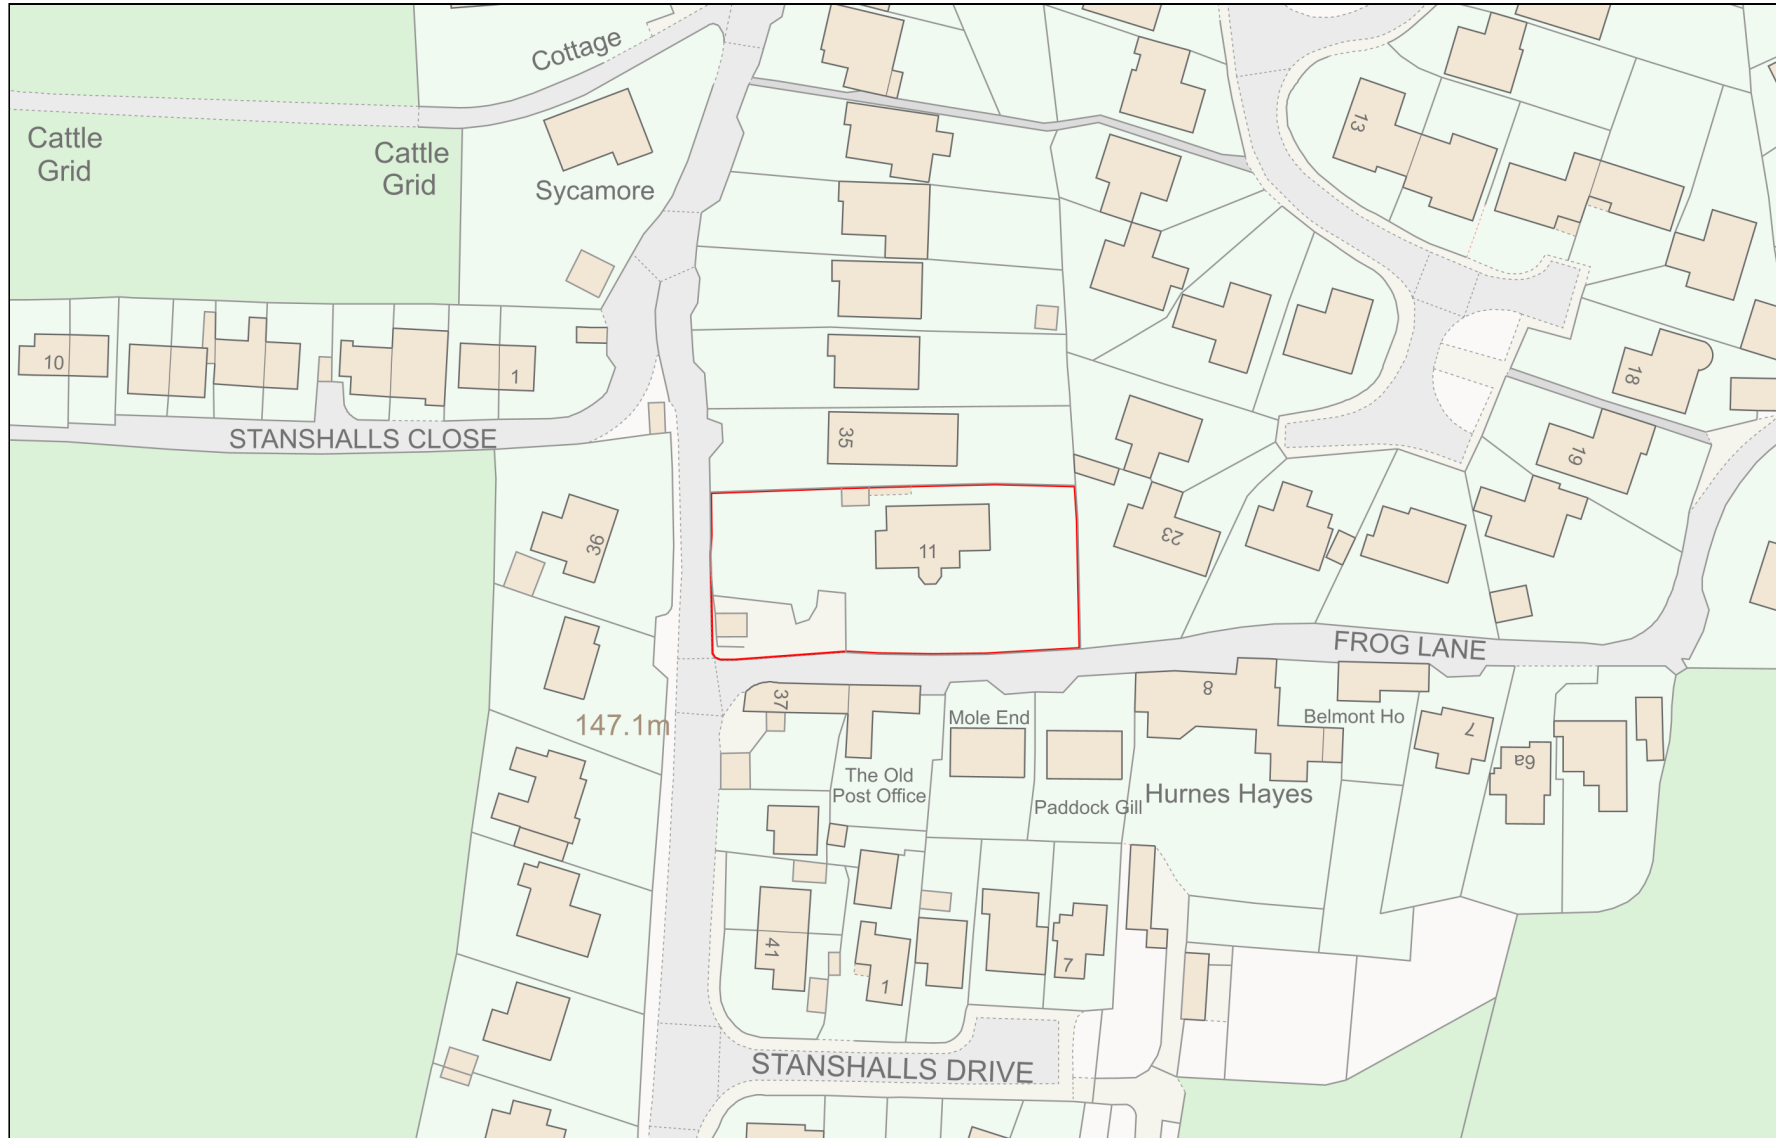 Cottage
Cattle
Grid
Cattle
Grid
Sycamore
13
10
1
STANSHALLS CLOSE
35
18
19
36
11
23
FROG LANE
37
8
Mole End
Belmont Ho
147.1m
7
6a
The Old
Post Office
Paddock Gill
Hurnes Hayes
41
1
7
STANSHALLS DRIVE